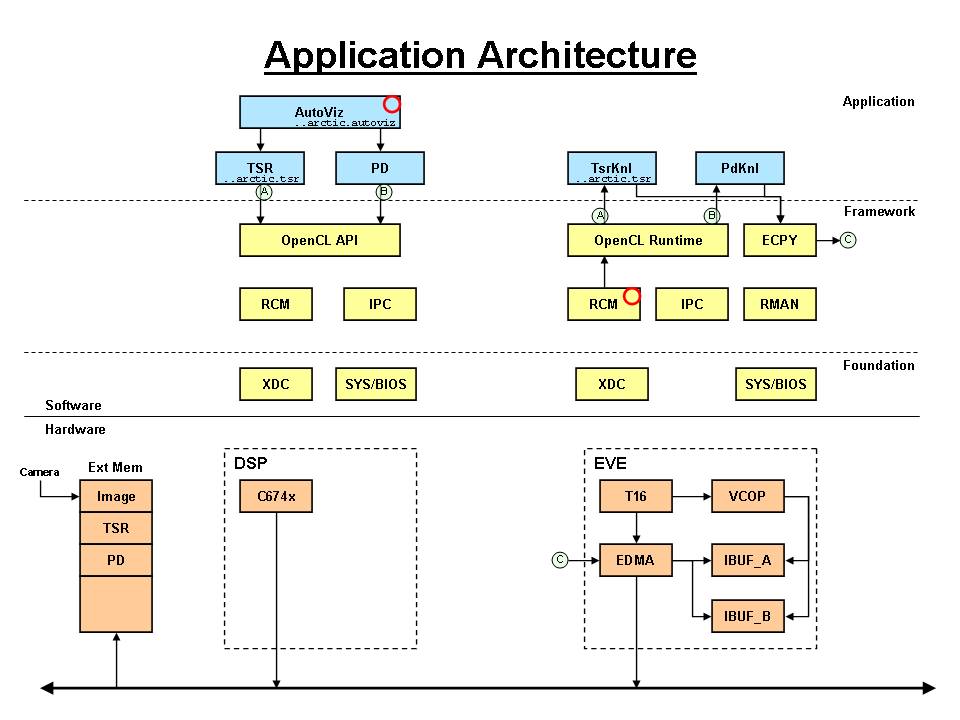 Application Architecture
Application
AutoViz
..arctic.autoviz
TSR
..arctic.tsr
PD
TsrKnl
..arctic.tsr
PdKnl
A
B
Framework
A
B
OpenCL API
OpenCL Runtime
ECPY
C
RCM
IPC
RCM
IPC
RMAN
Foundation
XDC
SYS/BIOS
XDC
SYS/BIOS
Software
Hardware
Camera
Ext Mem
Image
TSR
PD
DSP
C674x
EVE
T16
VCOP
C
EDMA
IBUF_A
IBUF_B